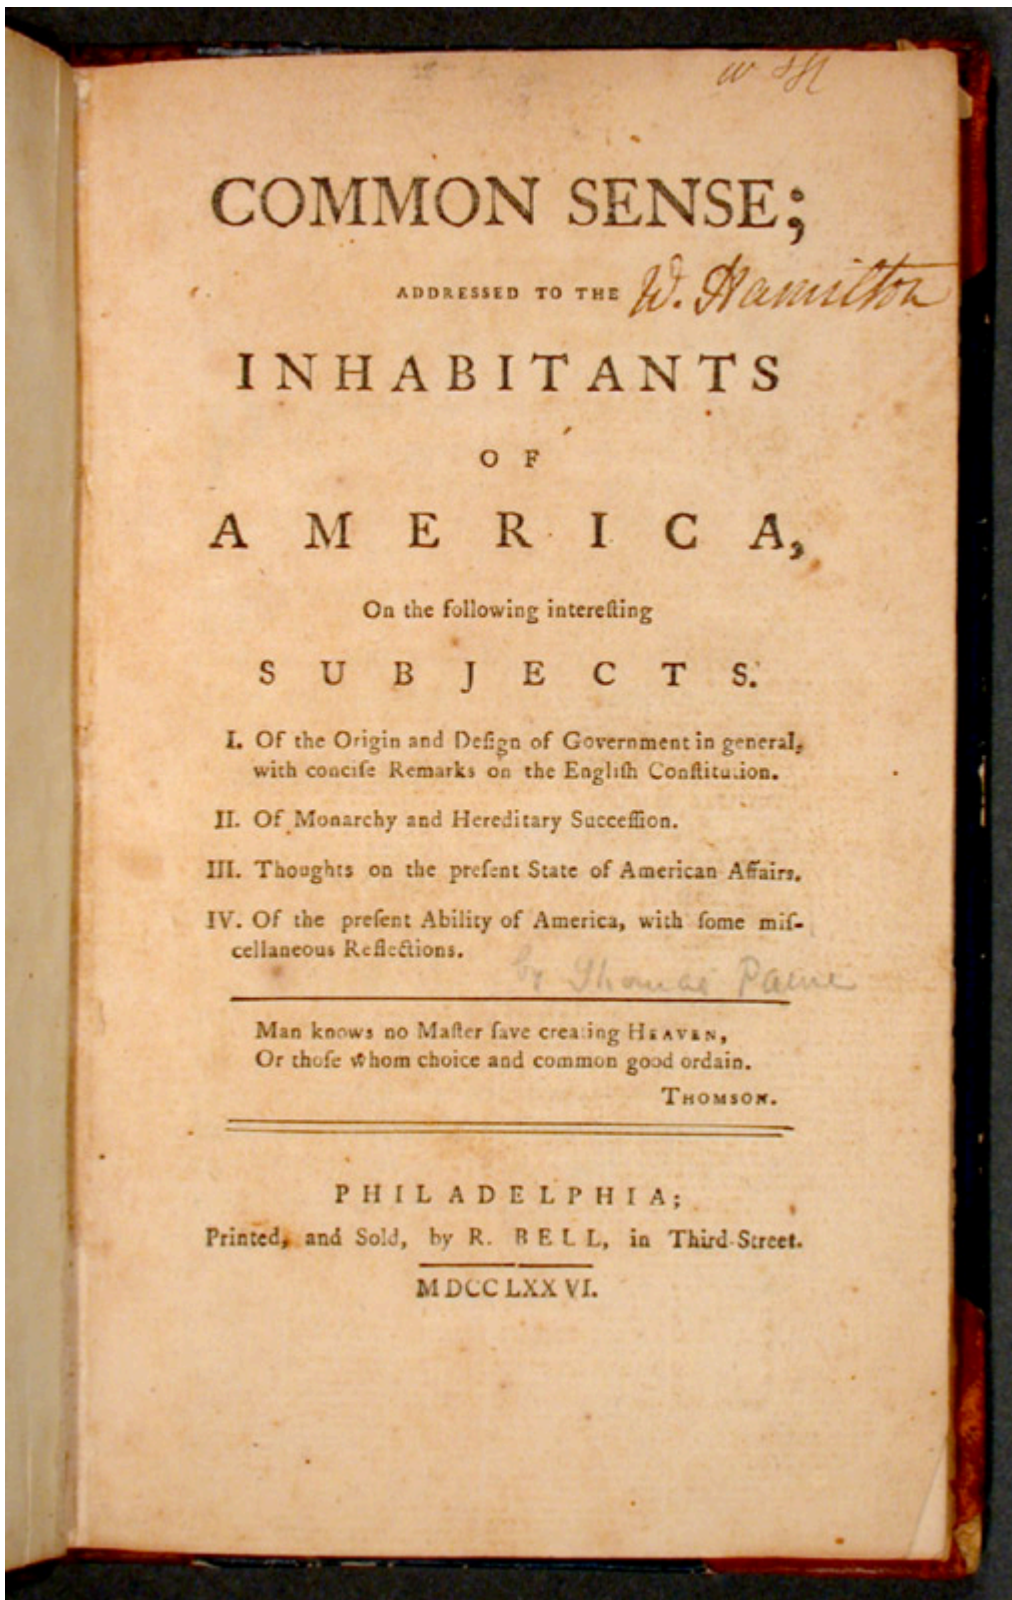 COMMON SENSE;
ADDRESSED TO THE W. Hamilton
INHABITANTS
OF
AMERICA,
On the following intereſting
SUBJECTS.
I. Of the Origin and Deſign of Government in general,
with conciſe Remarks on the Engliſh Conſtitution.
II. Of Monarchy and Hereditary Succeſſion.
III. Thoughts on the preſent State of American Affairs.
IV. Of the preſent Ability of America, with ſome miſ-
cellaneous Reflections.
by Thomas Paine
Man knows no Maſter ſave creating HEAVEN,
Or thoſe whom choice and common good ordain.
THOMSON.
PHILADELPHIA;
Printed, and Sold, by R. BELL, in Third-Street.
MDCCLXXVI.